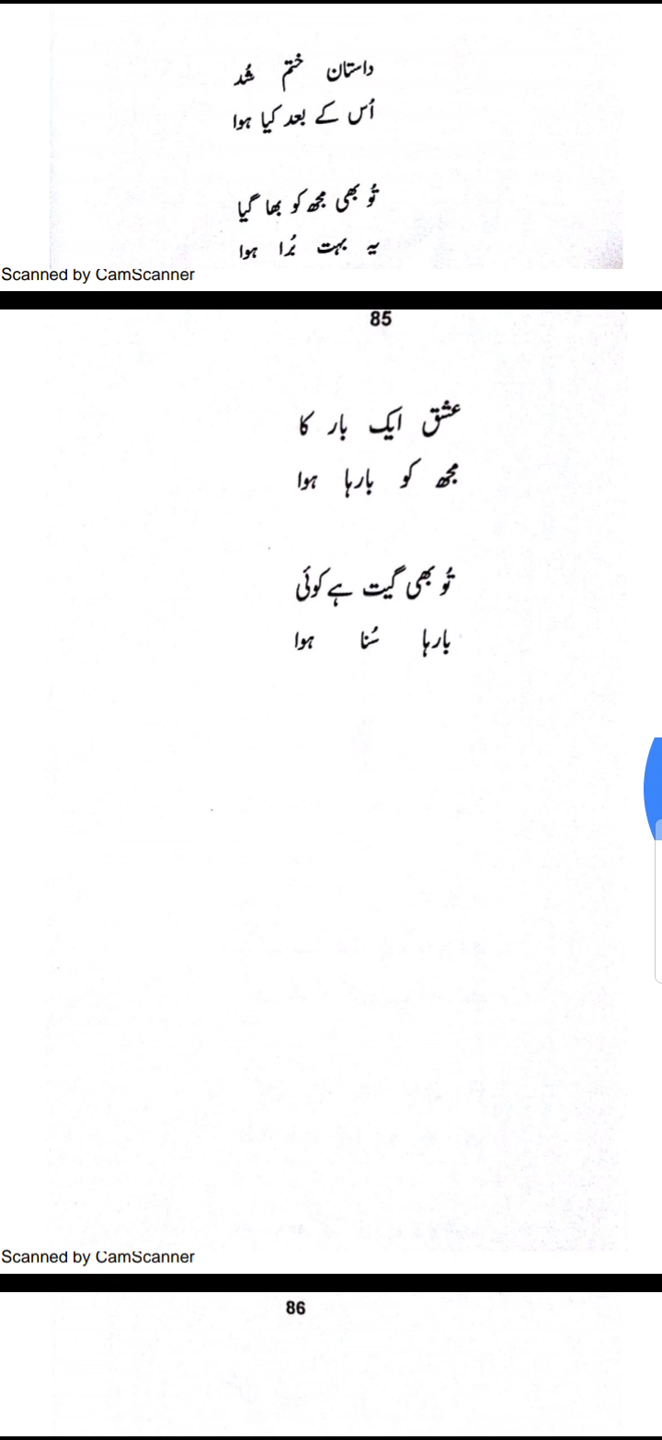 داستان ختم شُد
اُس کے بعد کیا ہوا
تُو بھی مجھ کو بھا گیا
یہ بہت بُرا ہوا
Scanned by CamScanner
85
عشق ایک بار کا
مجھ کو بارہا ہوا
تُو بھی گیت ہے کوئی
بارہا سُنا ہوا
Scanned by CamScanner
86